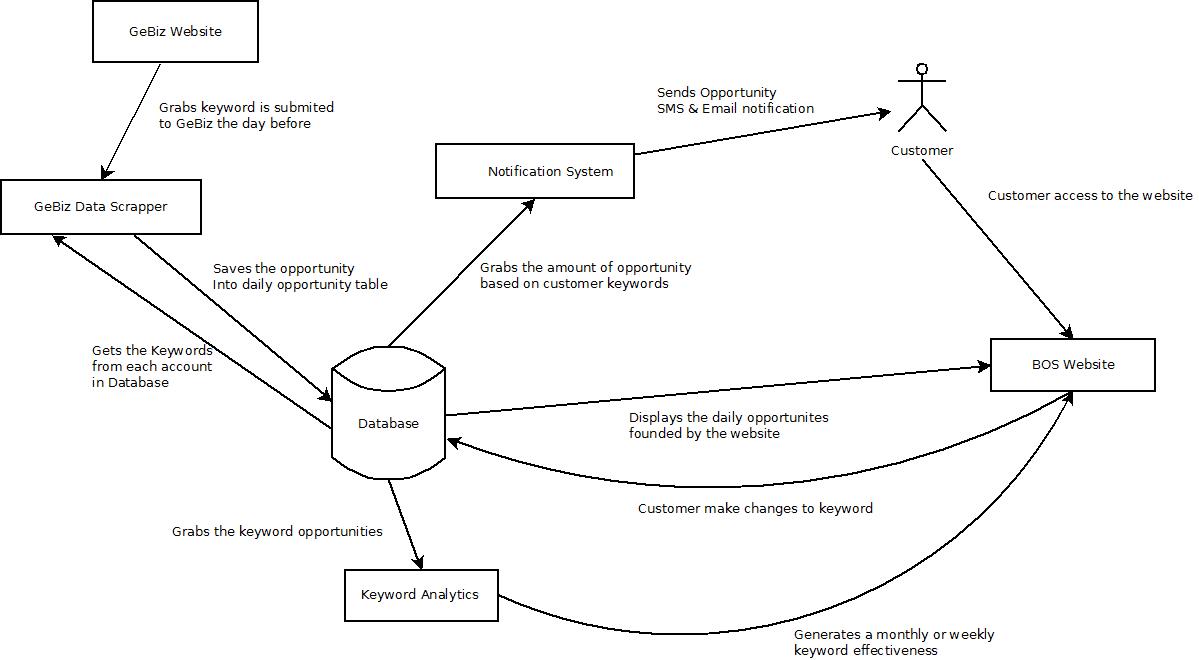 GeBiz Website
Grabs keyword is submited
to GeBiz the day before
Sends Opportunity
SMS & Email notification
Customer
Notification System
Customer access to the website
GeBiz Data Scrapper
Saves the opportunity
Into daily opportunity table
Grabs the amount of opportunity
based on customer keywords
Gets the Keywords
from each account
in Database
BOS Website
Database
Displays the daily opportunites
founded by the website
Customer make changes to keyword
Grabs the keyword opportunities
Keyword Analytics
Generates a monthly or weekly
keyword effectiveness